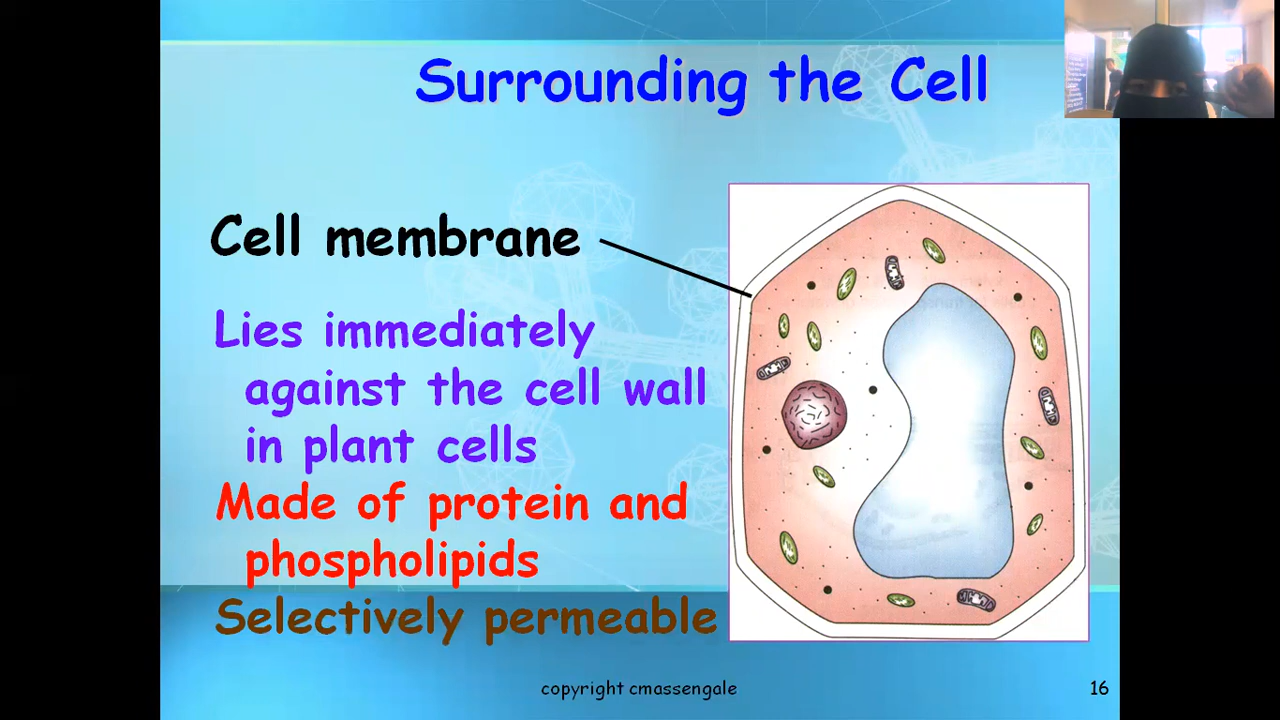 Surrounding the Cell
Cell membrane
Lies immediately
against the cell wall
in plant cells
Made of protein and
phospholipids
Selectively permeable
copyright cmassengale
16